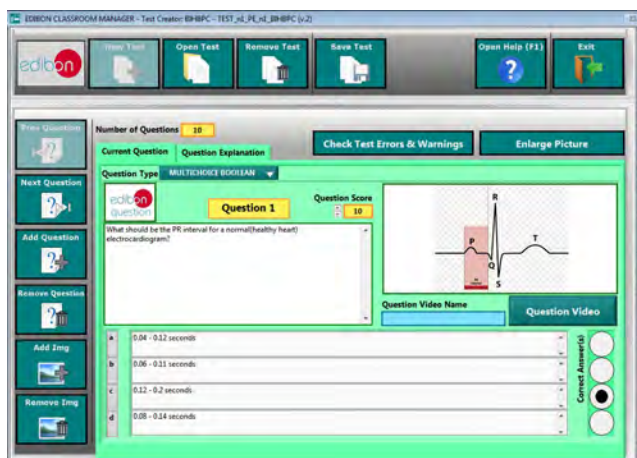 EDIBON CLASSROOM MANAGER - Test Creator: BIHBPC - TEST_n1_PE_n1_BIHBPC (v.2)
edibon
New Test
Open Test
Remove Test
Save Test
Open Help (F1)
Exit
Prev Question
Next Question
Add Question
Remove Question
Add Img
Remove Img
Number of Questions 10
Current Question
Question Explanation
Check Test Errors & Warnings
Enlarge Picture
Question Type MULTICHOICE BOOLEAN
edibon
question
Question 1
Question Score
10
What should be the PR interval for a normal(healthy heart)
electrocardiogram?
R
P
T
Q
S
Question Video Name
Question Video
a 0.04 - 0.12 seconds
b 0.06 - 0.11 seconds
c 0.12 - 0.2 seconds
d 0.08 - 0.14 seconds
Correct Answer(s)